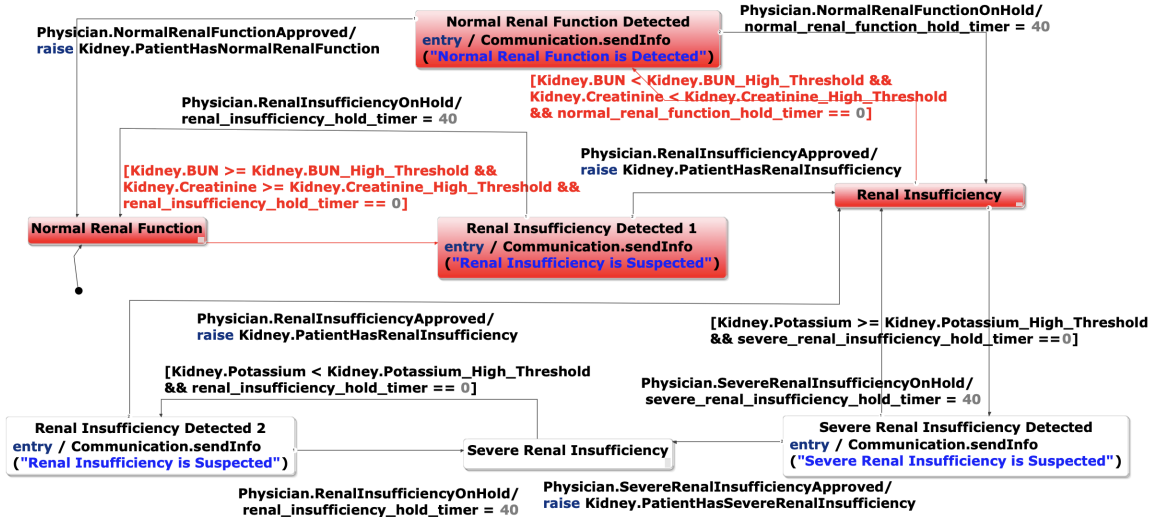 Normal Renal Function Detected
entry / Communication.sendInfo
("Normal Renal Function is Detected")
Physician.NormalRenalFunctionOnHold/
normal_renal_function_hold_timer = 40
Physician.NormalRenalFunctionApproved/
raise Kidney.PatientHasNormalRenalFunction
[Kidney.BUN < Kidney.BUN_High_Threshold &&
Kidney.Creatinine < Kidney.Creatinine_High_Threshold
&& normal_renal_function_hold_timer == 0]
Physician.RenalInsufficiencyOnHold/
renal_insufficiency_hold_timer = 40
Physician.RenalInsufficiencyApproved/
raise Kidney.PatientHasRenalInsufficiency
[Kidney.BUN >= Kidney.BUN_High_Threshold &&
Kidney.Creatinine >= Kidney.Creatinine_High_Threshold &&
renal_insufficiency_hold_timer == 0]
Renal Insufficiency
Normal Renal Function
Renal Insufficiency Detected 1
entry / Communication.sendInfo
("Renal Insufficiency is Suspected")
Physician.RenalInsufficiencyApproved/
raise Kidney.PatientHasRenalInsufficiency
[Kidney.Potassium >= Kidney.Potassium_High_Threshold
&& severe_renal_insufficiency_hold_timer ==0]
[Kidney.Potassium < Kidney.Potassium_High_Threshold
&& renal_insufficiency_hold_timer == 0]
Physician.SevereRenalInsufficiencyOnHold/
severe_renal_insufficiency_hold_timer = 40
Renal Insufficiency Detected 2
entry / Communication.sendInfo
("Renal Insufficiency is Suspected")
Severe Renal Insufficiency
Severe Renal Insufficiency Detected
entry / Communication.sendInfo
("Severe Renal Insufficiency is Suspected")
Physician.RenalInsufficiencyOnHold/
renal_insufficiency_hold_timer = 40
Physician.SevereRenalInsufficiencyApproved/
raise Kidney.PatientHasSevereRenalInsufficiency